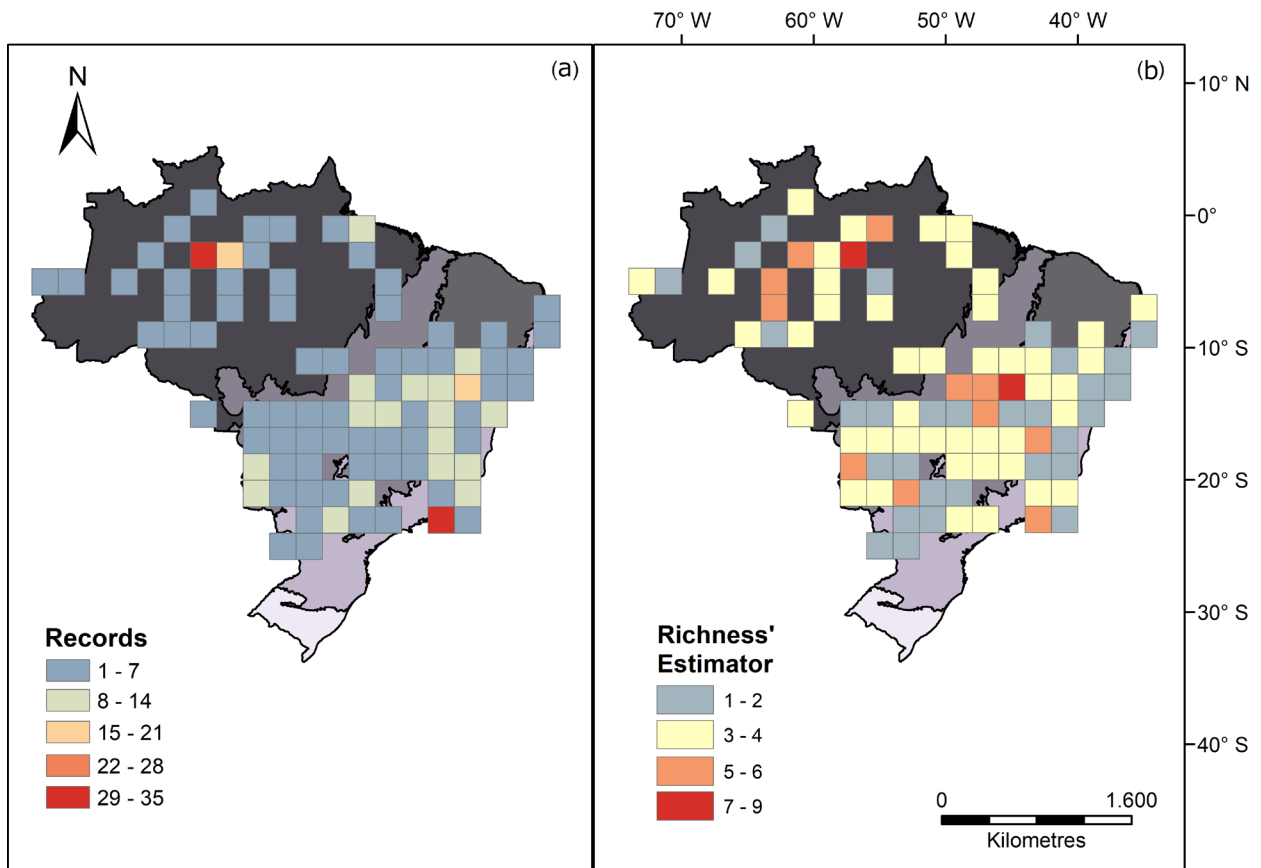 70° W 60° W 50° W 40° W
(a)
(b)
N
10° N
0°
10° S
20° S
30° S
40° S
Records
1 - 7
8 - 14
15 - 21
22 - 28
29 - 35
Richness'
Estimator
1 - 2
3 - 4
5 - 6
7 - 9
0 1.600
Kilometres